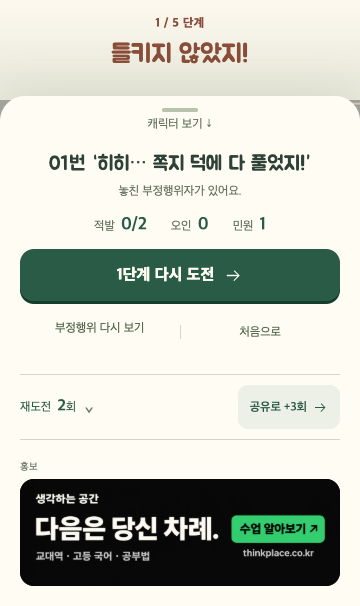 1 / 5 단계
들키지 않았지!
캐릭터 보기 ↓
01번 '히히… 쪽지 덕에 다 풀었지!'
놓친 부정행위자가 있어요.
적발 0/2 오인 0 민원 1
1단계 다시 도전 →
부정행위 다시 보기
처음으로
재도전 2회
공유로 +3회 →
홍보
생각하는 공간
다음은 당신 차례.
수업 알아보기 ↗
교대역 · 고등 국어 · 공부법
thinkplace.co.kr